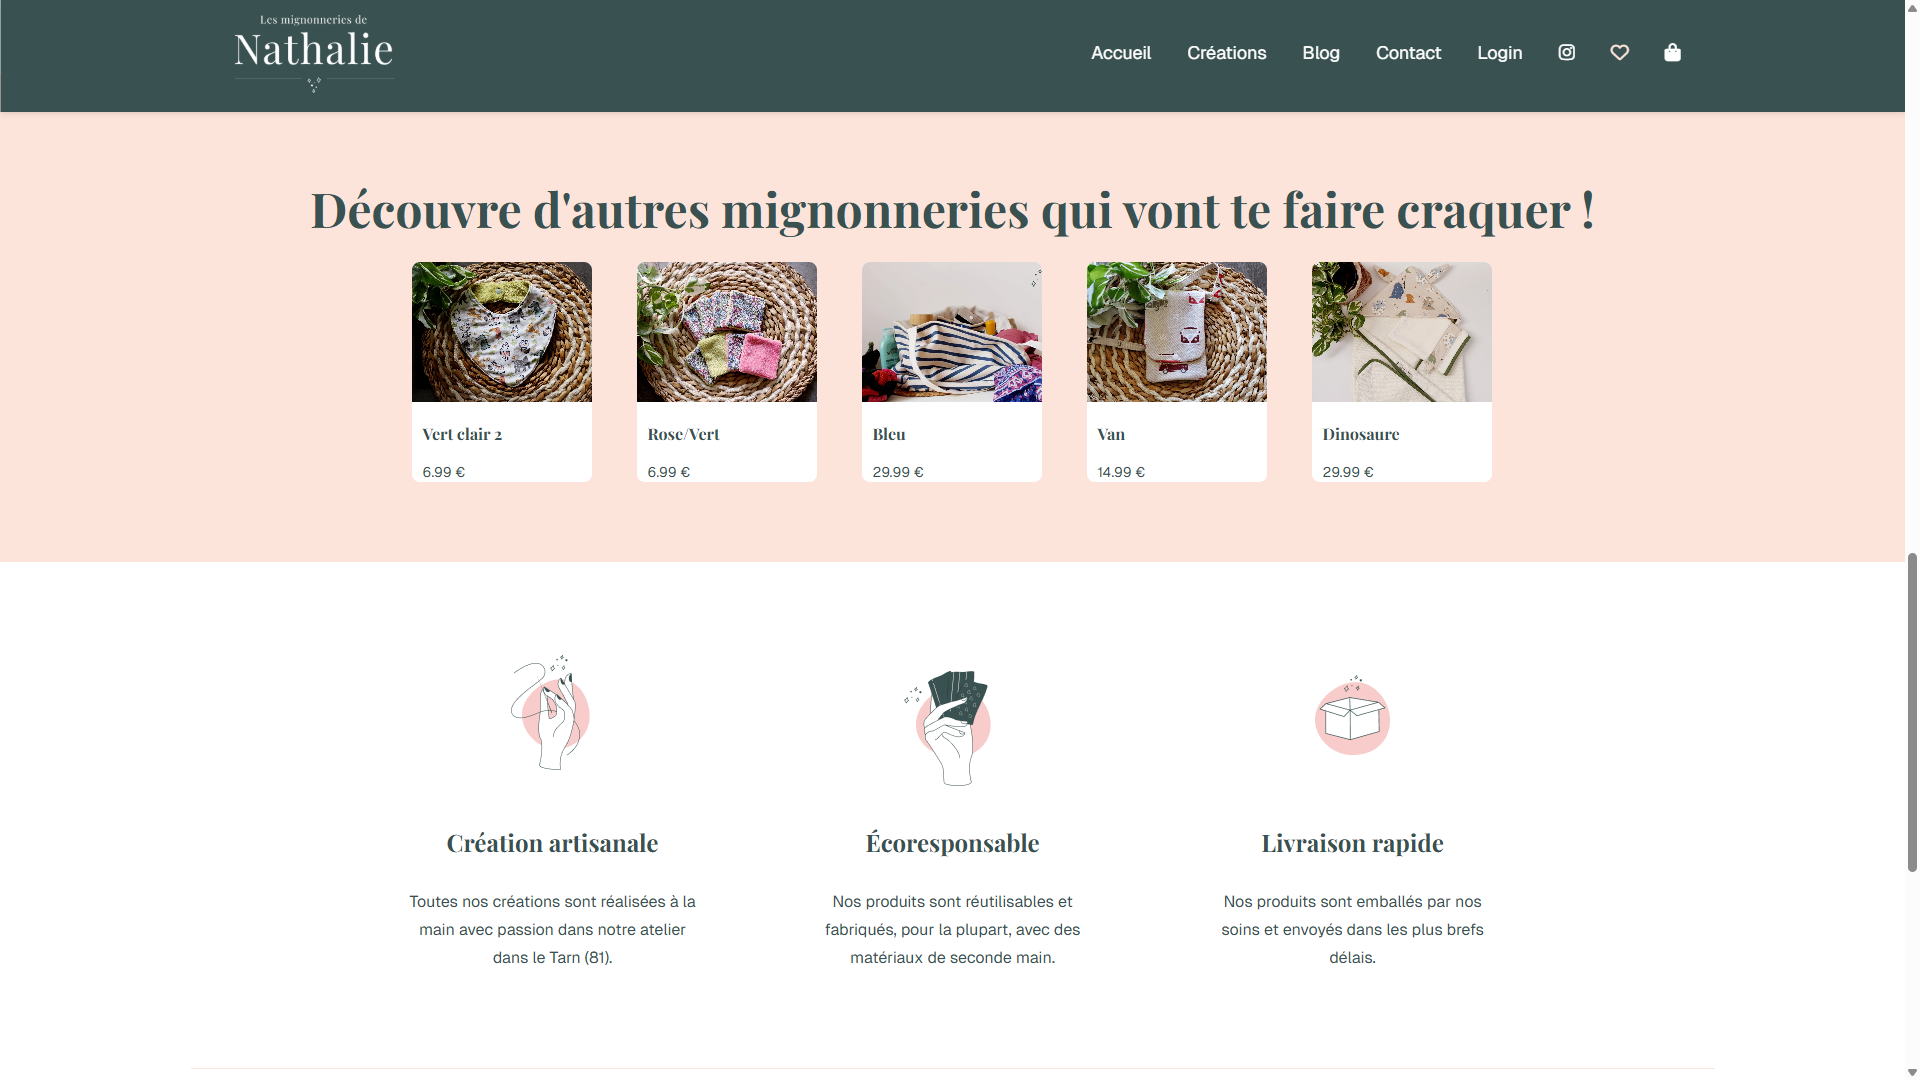 Les mignonneries de
Nathalie
Accueil
Créations
Blog
Contact
Login
Découvre d'autres mignonneries qui vont te faire craquer !
Vert clair 2
6.99 €
Rose/Vert
6.99 €
Bleu
29.99 €
Van
14.99 €
Dinosaure
29.99 €
Création artisanale
Toutes nos créations sont réalisées à la
main avec passion dans notre atelier
dans le Tarn (81).
Écoresponsable
Nos produits sont réutilisables et
fabriqués, pour la plupart, avec des
matériaux de seconde main.
Livraison rapide
Nos produits sont emballés par nos
soins et envoyés dans les plus brefs
délais.